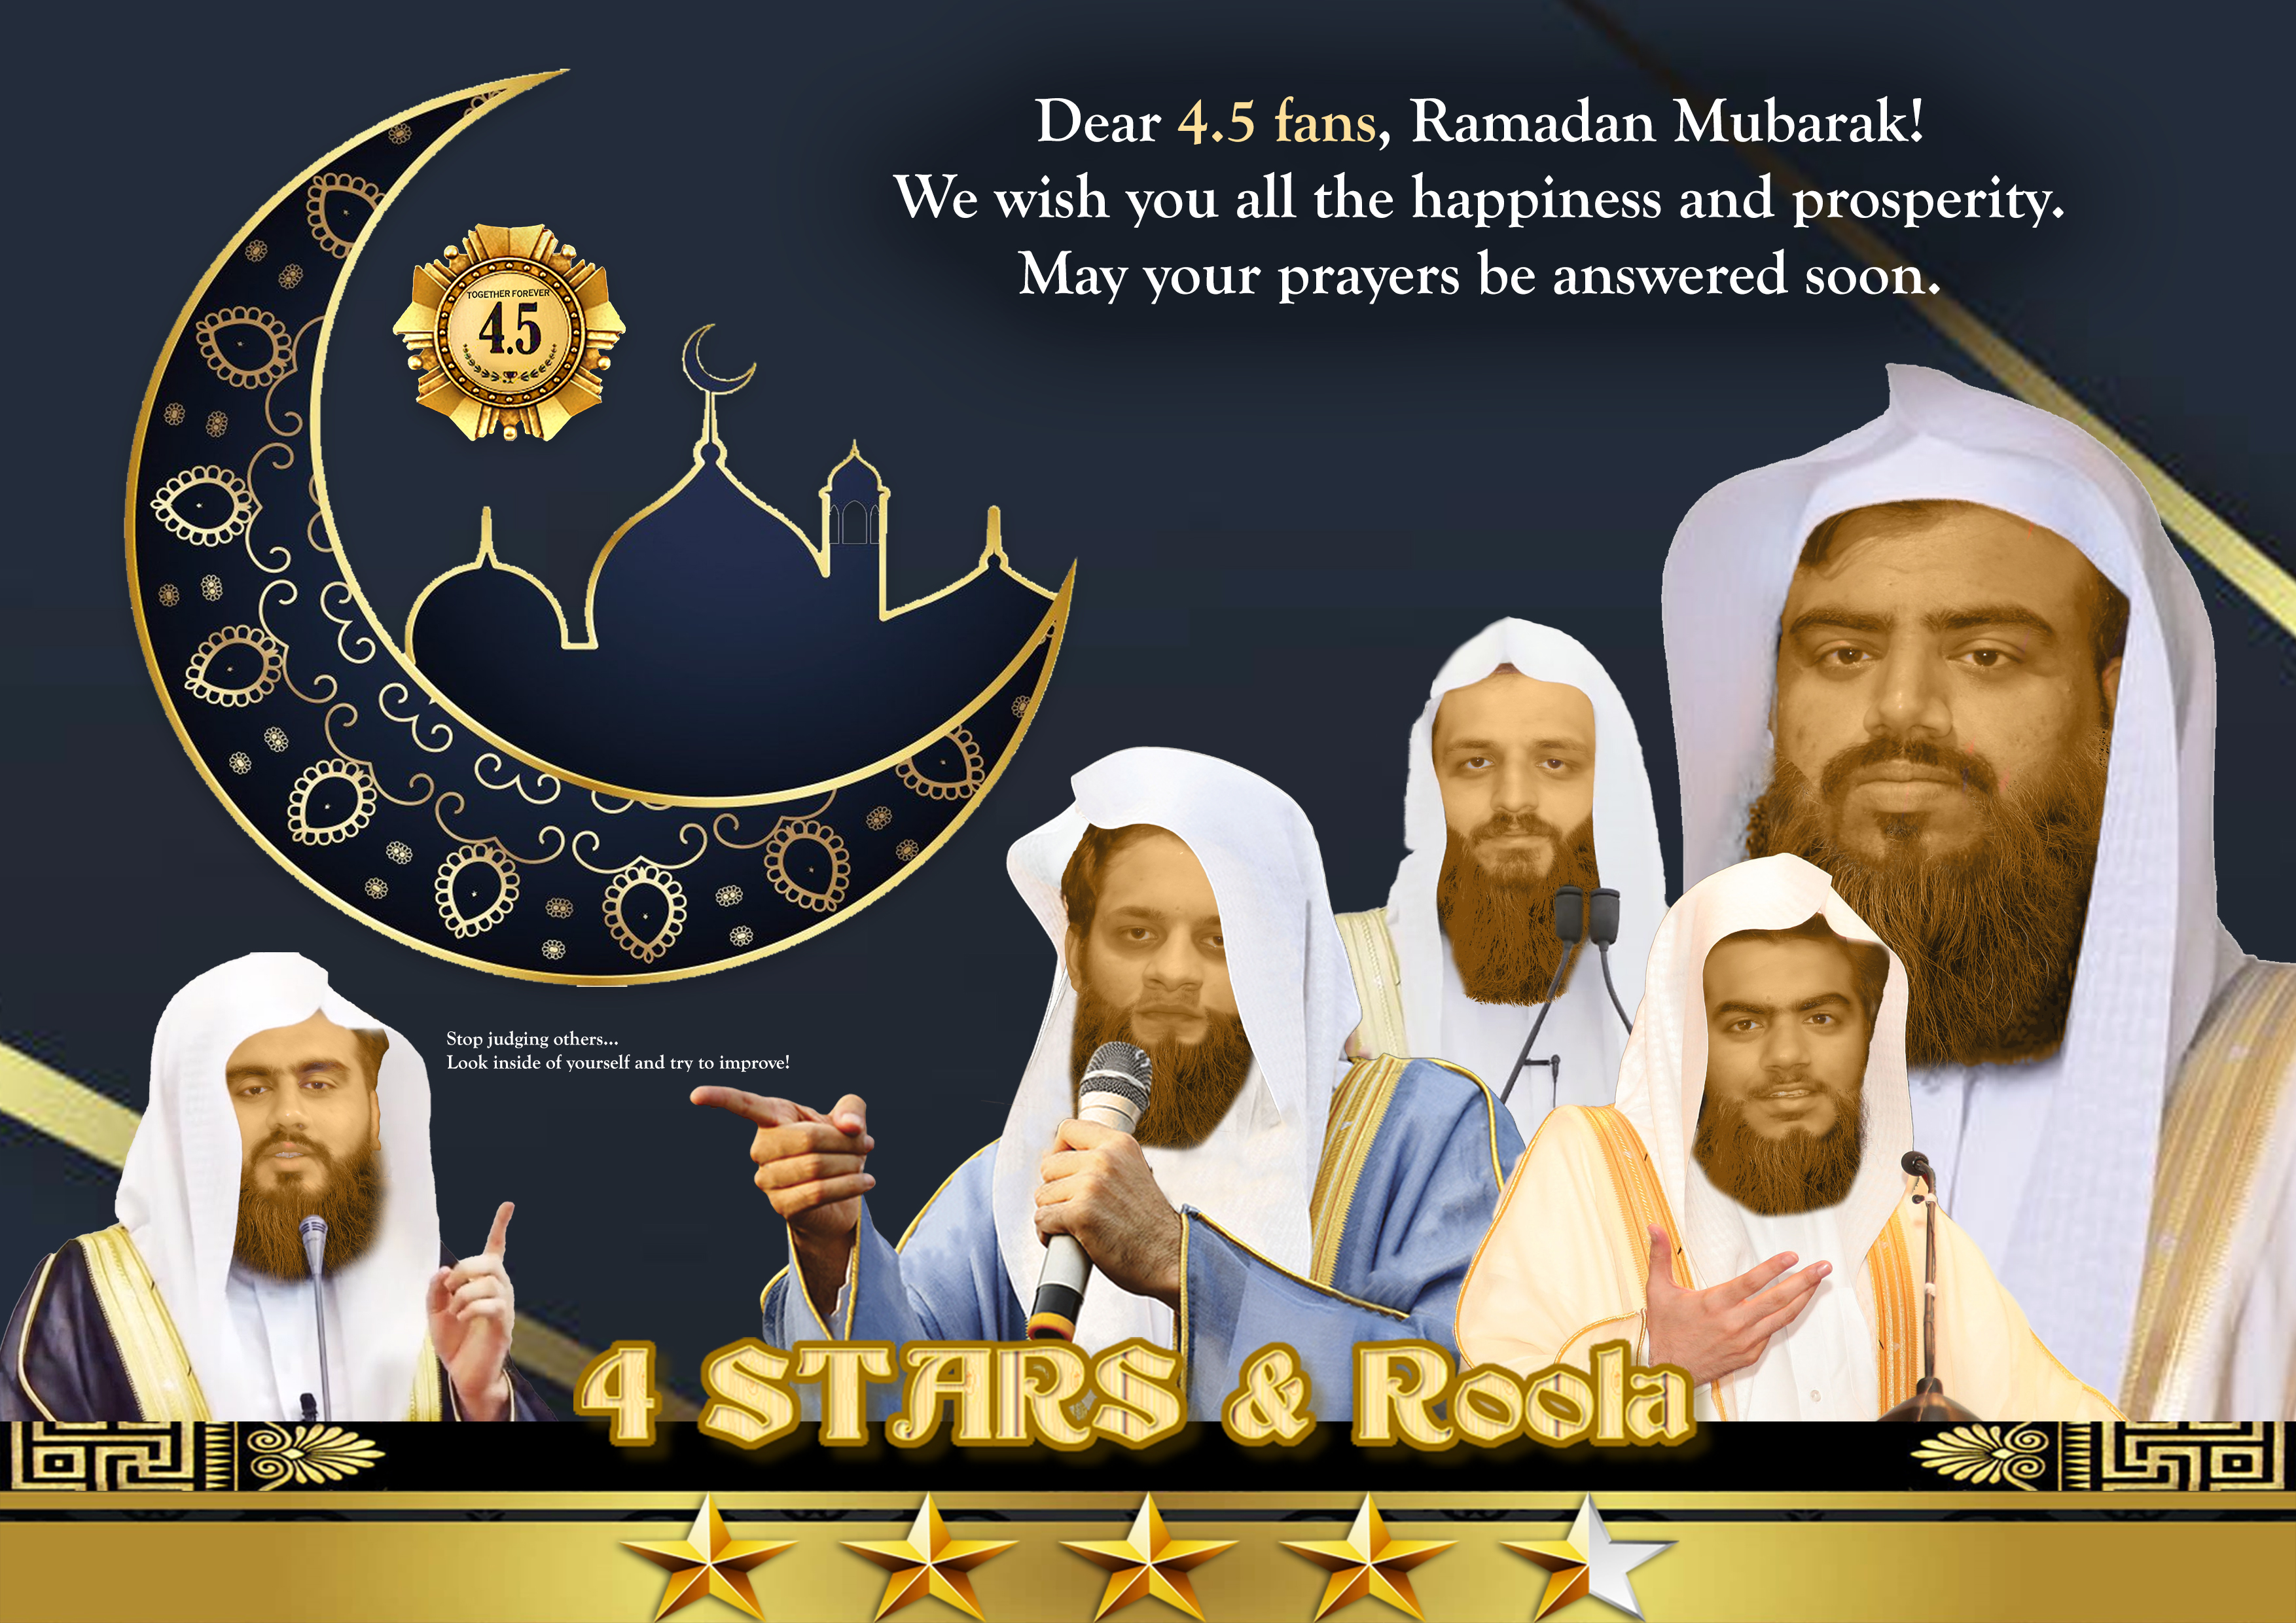 Dear 4.5 fans, Ramadan Mubarak!
We wish you all the happiness and prosperity.
May your prayers be answered soon.
TOGETHER FOREVER
4.5
Stop judging others...
Look inside of yourself and try to improve!
4 STARS & Roola